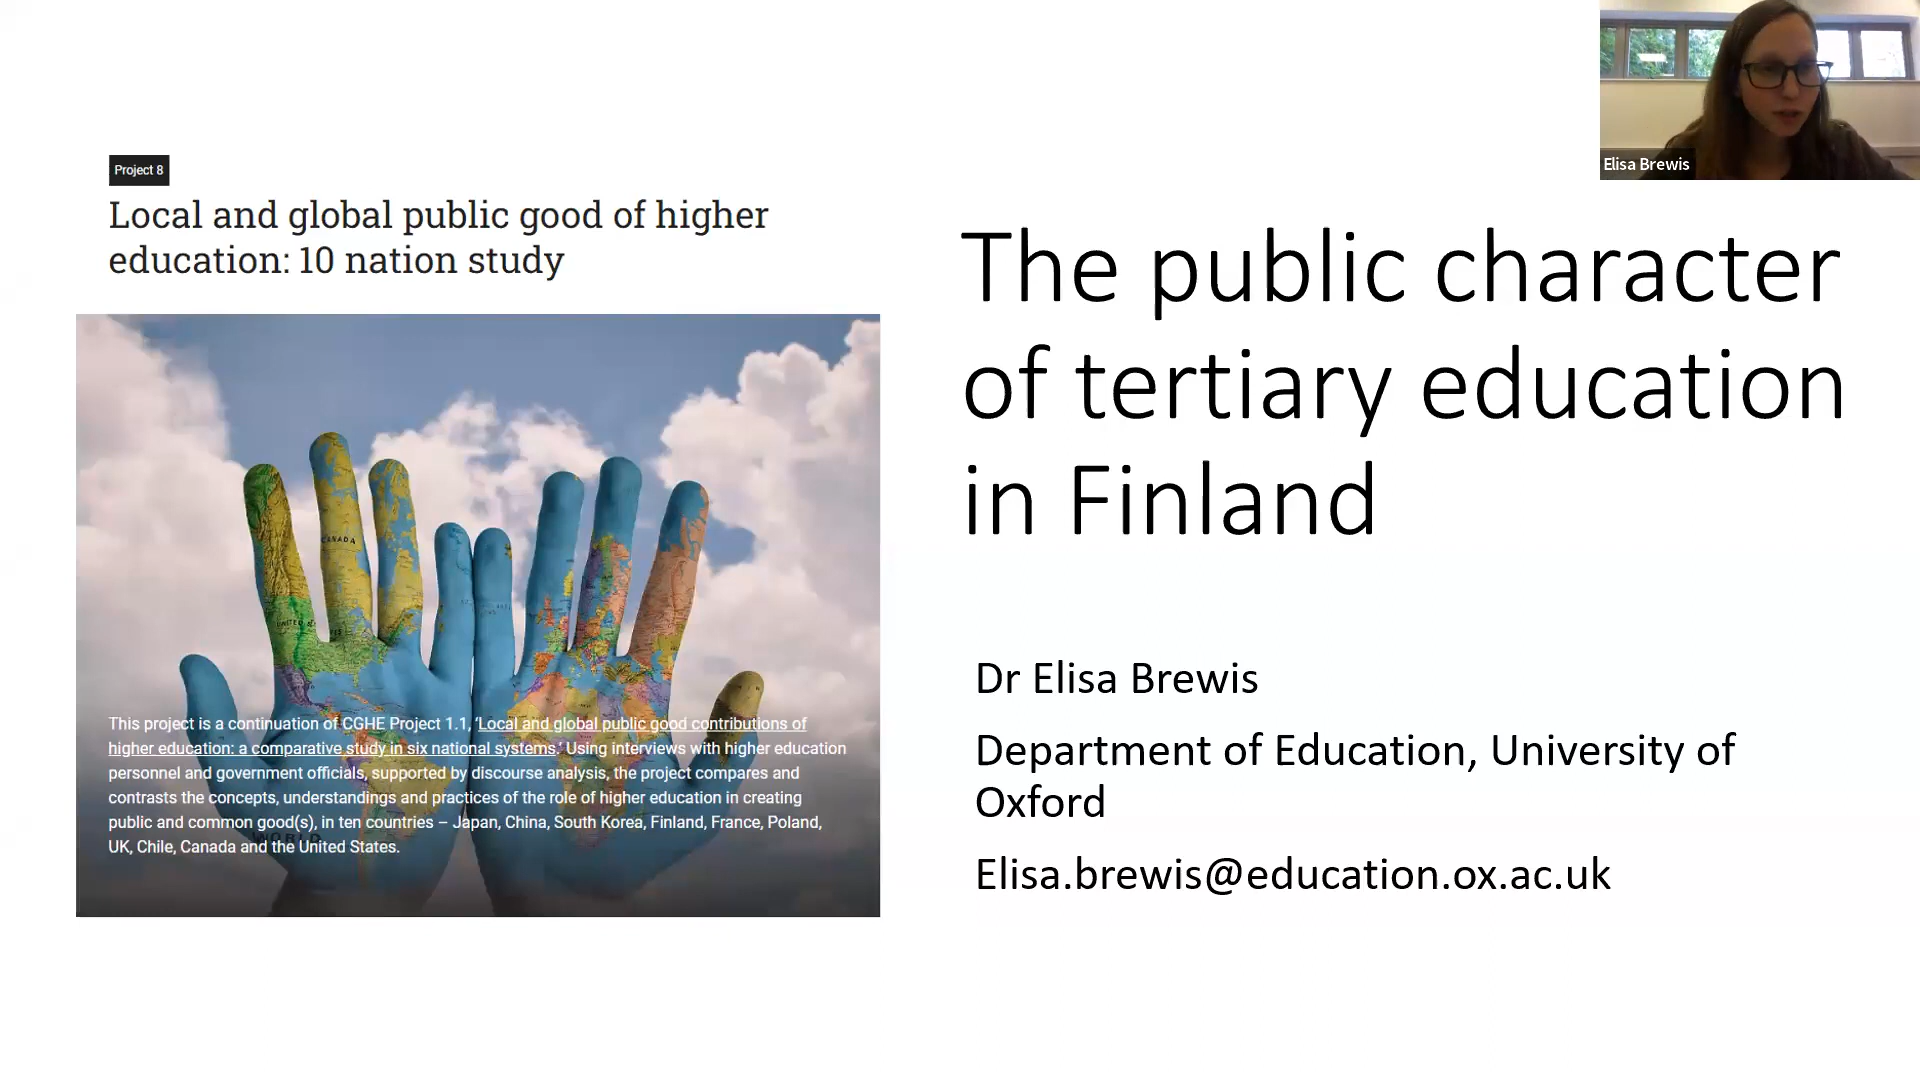 Project 8
Local and global public good of higher
education: 10 nation study
CANADA
This project is a continuation of CGHE Project 1.1, ‘Local and global public good contributions of
higher education: a comparative study in six national systems.’ Using interviews with higher education
personnel and government officials, supported by discourse analysis, the project compares and
contrasts the concepts, understandings and practices of the role of higher education in creating
public and common good(s), in ten countries – Japan, China, South Korea, Finland, France, Poland,
WORLD
UK, Chile, Canada and the United States.
Elisa Brewis
The public character
of tertiary education
in Finland
Dr Elisa Brewis
Department of Education, University of
Oxford
Elisa.brewis@education.ox.ac.uk